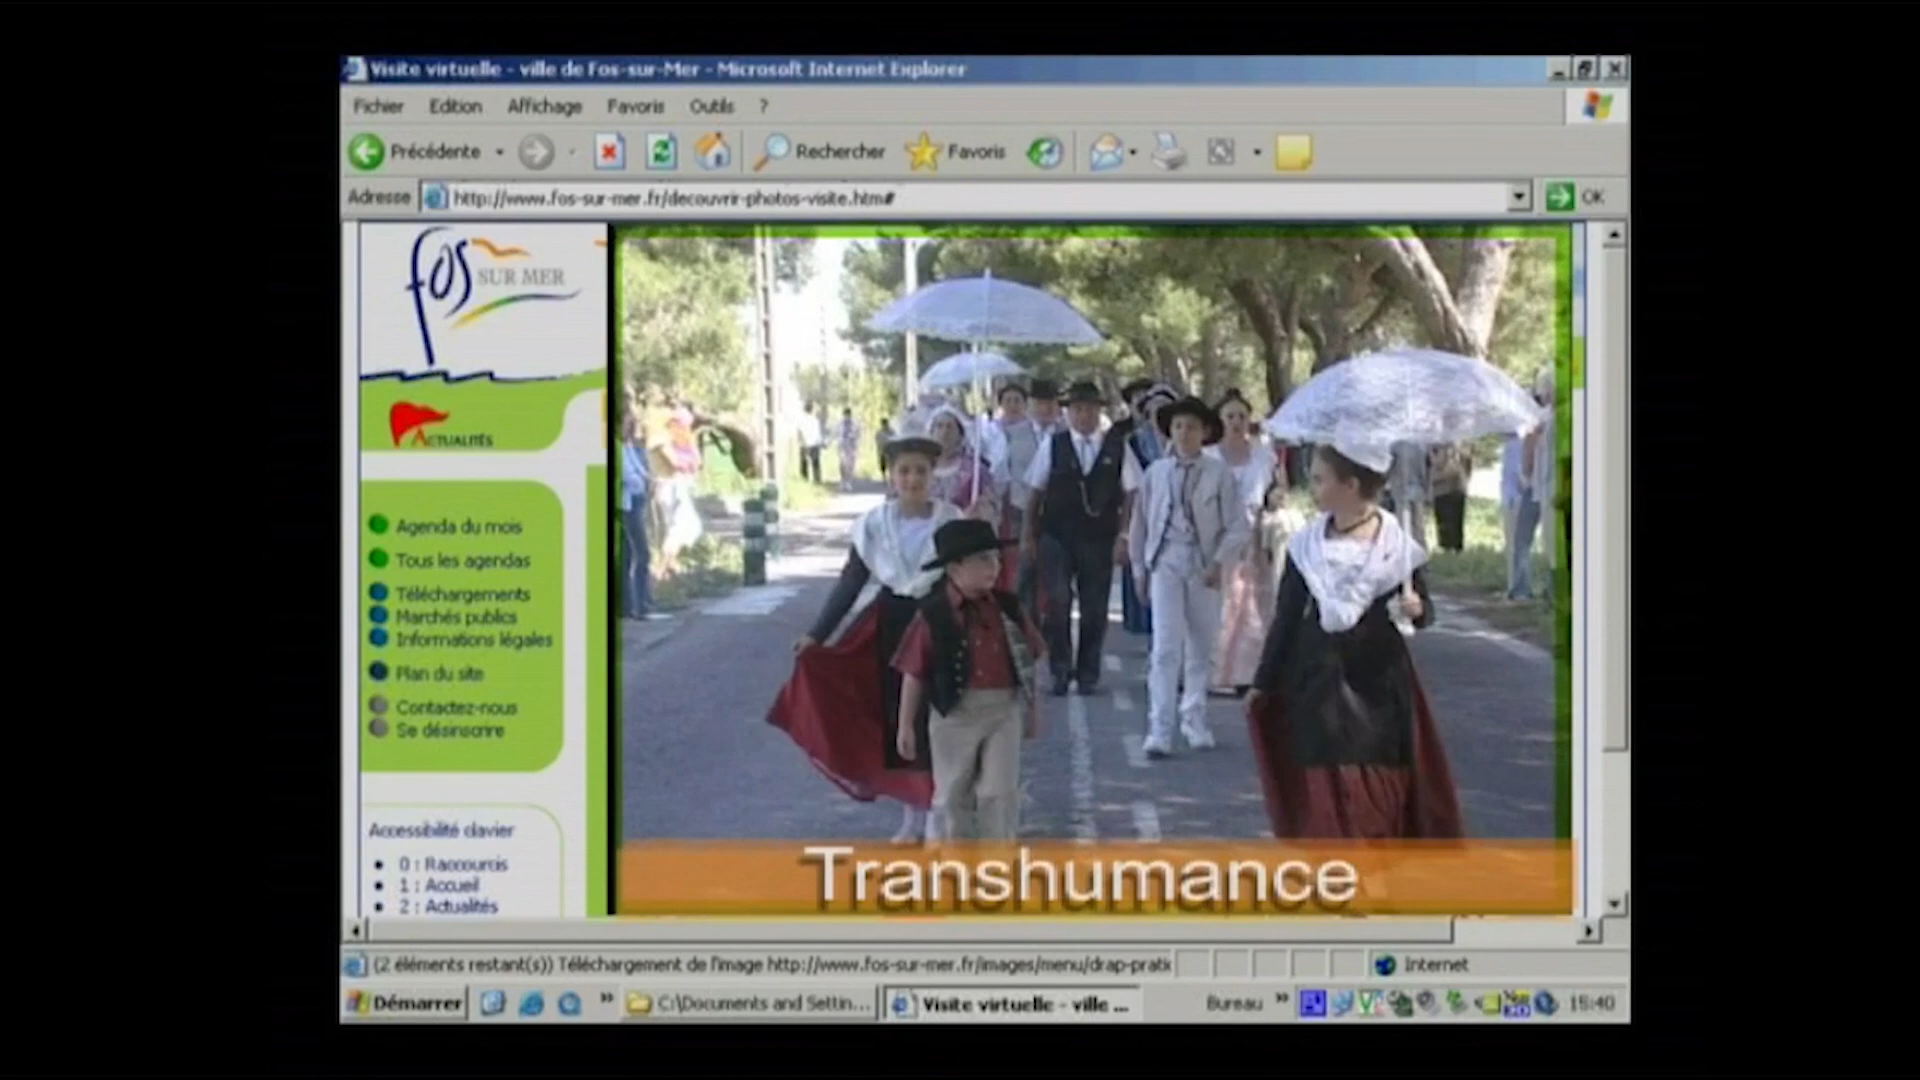 Visite virtuelle - ville de Fos-sur-Mer - Microsoft Internet Explorer
Fichier Edition Affichage Favoris Outils ?
Précédente Rechercher Favoris
Adresse http://www.fos-sur-mer.fr/decouvrir-photos-visite.htm# OK
fos SUR MER
ACTUALITÉS
Agenda du mois
Tous les agendas
Téléchargements
Marchés publics
Informations légales
Plan du site
Contactez-nous
Se désinscrire
Accessibilité clavier
0 : Raccourcis
1 : Accueil
2 : Actualités
Transhumance
(2 éléments restant(s)) Téléchargement de l'image http://www.fos-sur-mer.fr/images/menu/drap-prati Internet
Démarrer » C:\Documents and Settin... Visite virtuelle - ville ... Bureau » 15:40